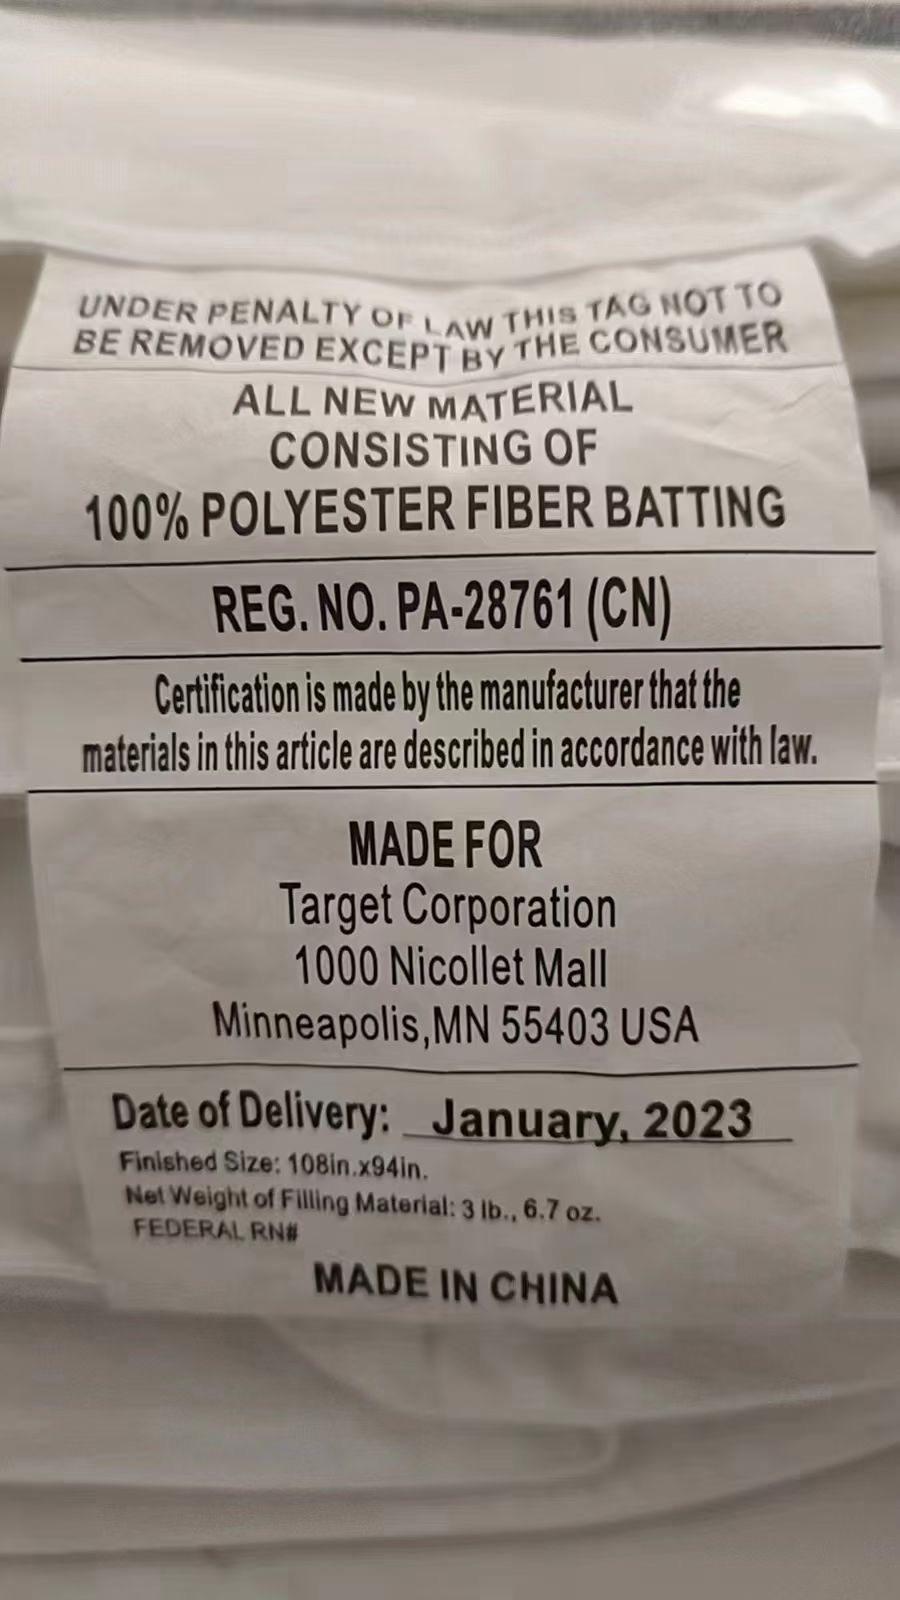 UNDER PENALTY OF LAW THIS TAG NOT TO
BE REMOVED EXCEPT BY THE CONSUMER
ALL NEW MATERIAL
CONSISTING OF
100% POLYESTER FIBER BATTING
REG. NO. PA-28761 (CN)
Certification is made by the manufacturer that the
materials in this article are described in accordance with law.
MADE FOR
Target Corporation
1000 Nicollet Mall
Minneapolis,MN 55403 USA
Date of Delivery: January, 2023
Finished Size: 108in.x94in.
Net Weight of Filling Material: 3 lb., 6.7 oz.
FEDERAL RN#
MADE IN CHINA